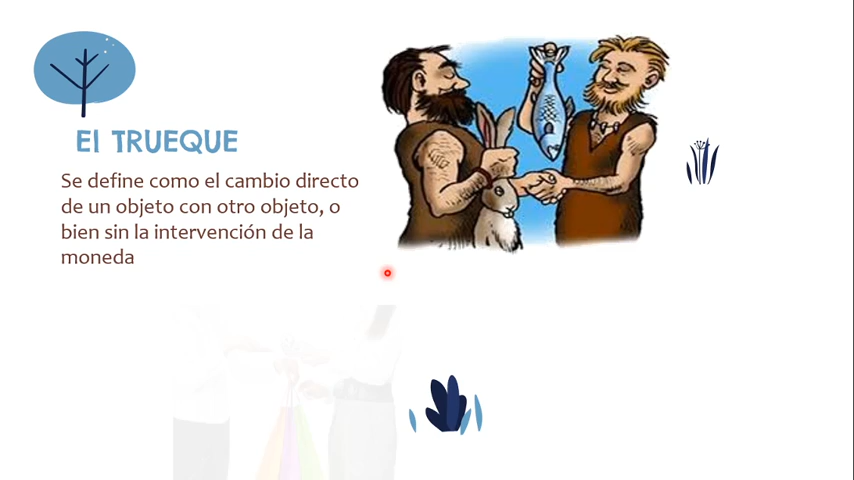 El TRUEQUE
Se define como el cambio directo
de un objeto con otro objeto, o
bien sin la intervención de la
moneda